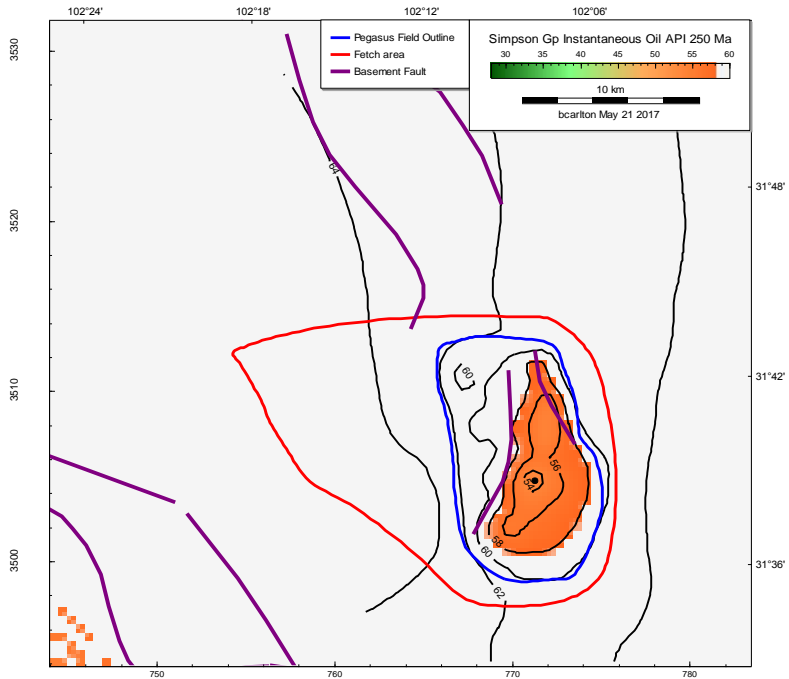 102°24' 102°18' 102°12' 102°06'
Pegasus Field Outline
Fetch area
Basement Fault
Simpson Gp Instantaneous Oil API 250 Ma
30 35 40 45 50 55 60
10 km
bcarlton May 21 2017
3530
3520
3510
3500
31°48'
31°42'
31°36'
64
60
56
54
58
60
62
750 760 770 780